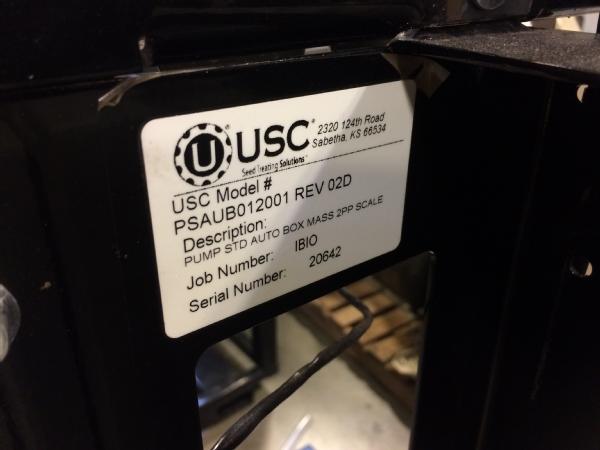 U USC®
2320 124th Road
Sabetha, KS 66534
Seed Treating Solutions™
USC Model #
PSAUB012001 REV 02D
Description:
PUMP STD AUTO BOX MASS 2PP SCALE
Job Number: IBIO
Serial Number: 20642